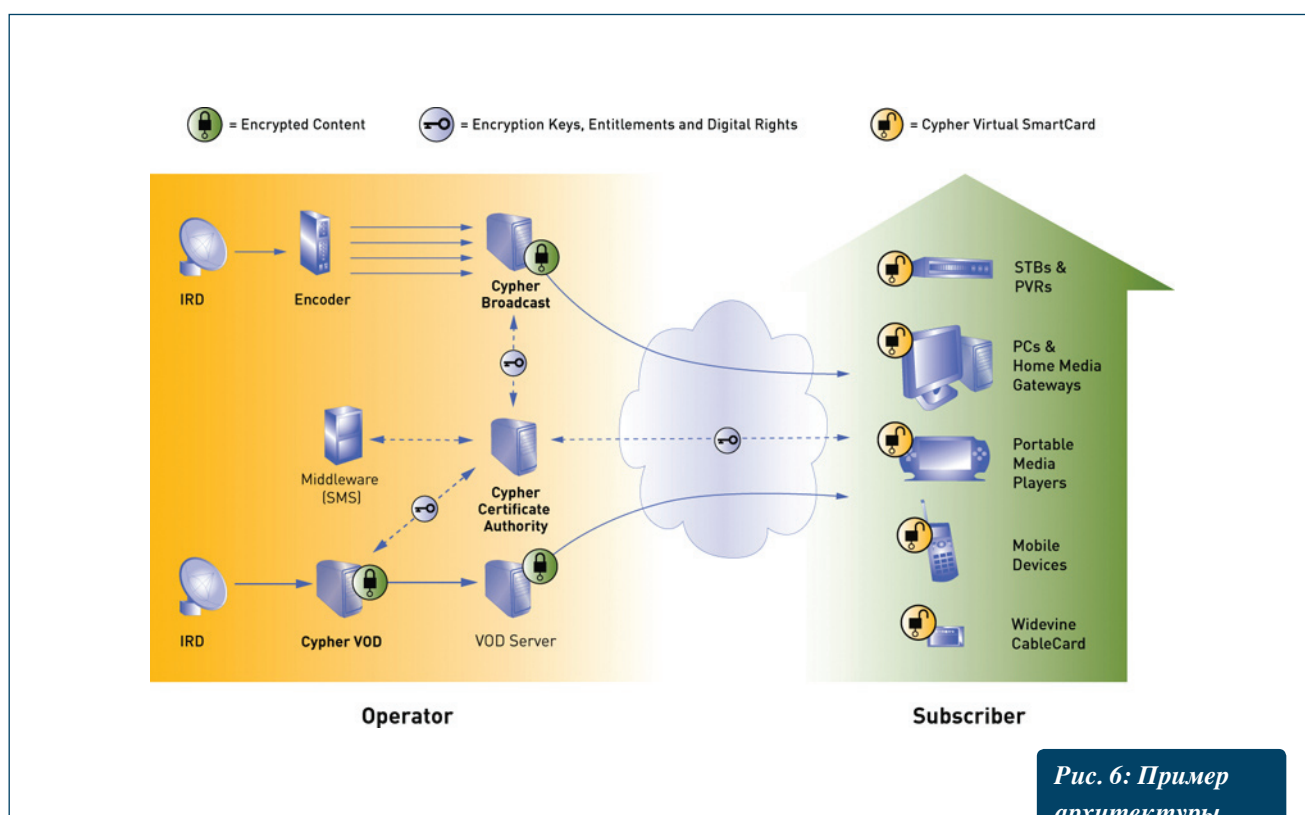 = Encrypted Content
= Encryption Keys, Entitlements and Digital Rights
= Cypher Virtual SmartCard
IRD
Encoder
Cypher
Broadcast
STBs &
PVRs
PCs &
Home Media
Gateways
Middleware
(SMS)
Cypher
Certificate
Authority
Portable
Media
Players
Mobile
Devices
IRD
Cypher VOD
VOD Server
Widevine
CableCard
Operator
Subscriber
Рис. 6: Пример
архитектуры